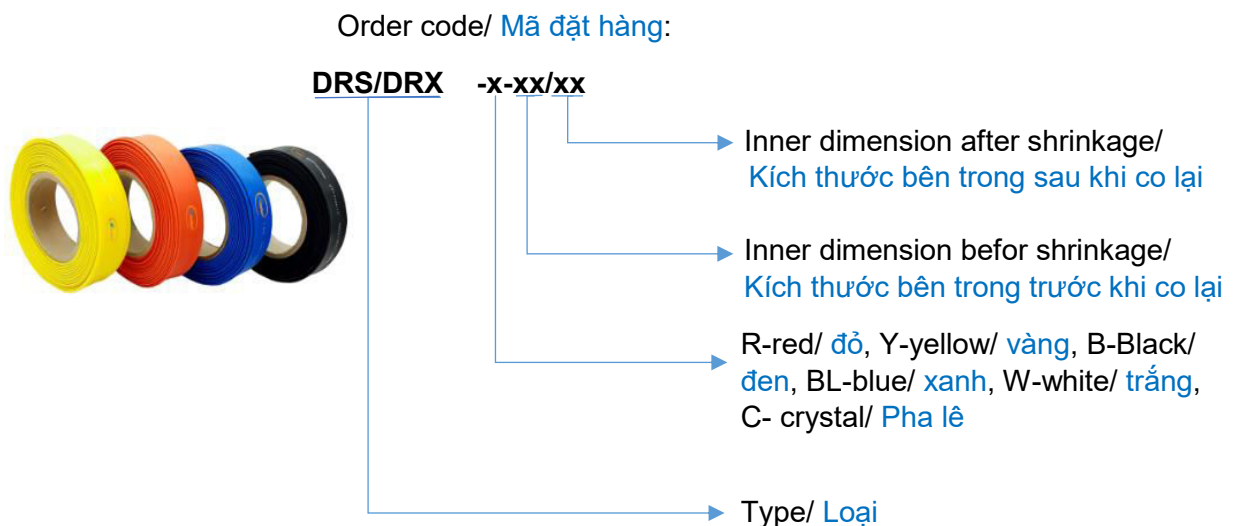 Order code/ Mã đặt hàng:
DRS/DRX -x-xx/xx
Inner dimension after shrinkage/
Kích thước bên trong sau khi co lại
Inner dimension befor shrinkage/
Kích thước bên trong trước khi co lại
R-red/ đỏ, Y-yellow/ vàng, B-Black/
đen, BL-blue/ xanh, W-white/ trắng,
C- crystal/ Pha lê
Type/ Loại